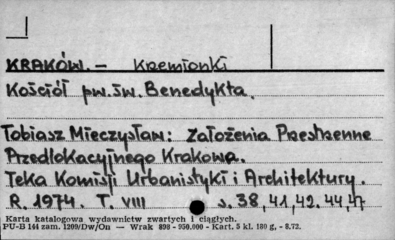 KRAKÓW. – Kremionki
Kościół pw. św. Benedykta.
Tobiasz Mieczysław: Założenia Przestrzenne
Przedlokacyjnego Krakowa.
Teka Komisji Urbanistyki i Architektury.
R. 1974. T. VIII s. 38, 41, 42. 44, 47
Karta katalogowa wydawnictw zwartych i ciągłych.
PU-B 144 zam. 1209/Dw/On — Wrak 898 - 950.000 - Kart. 5 kl. 180 g, - 8.72.